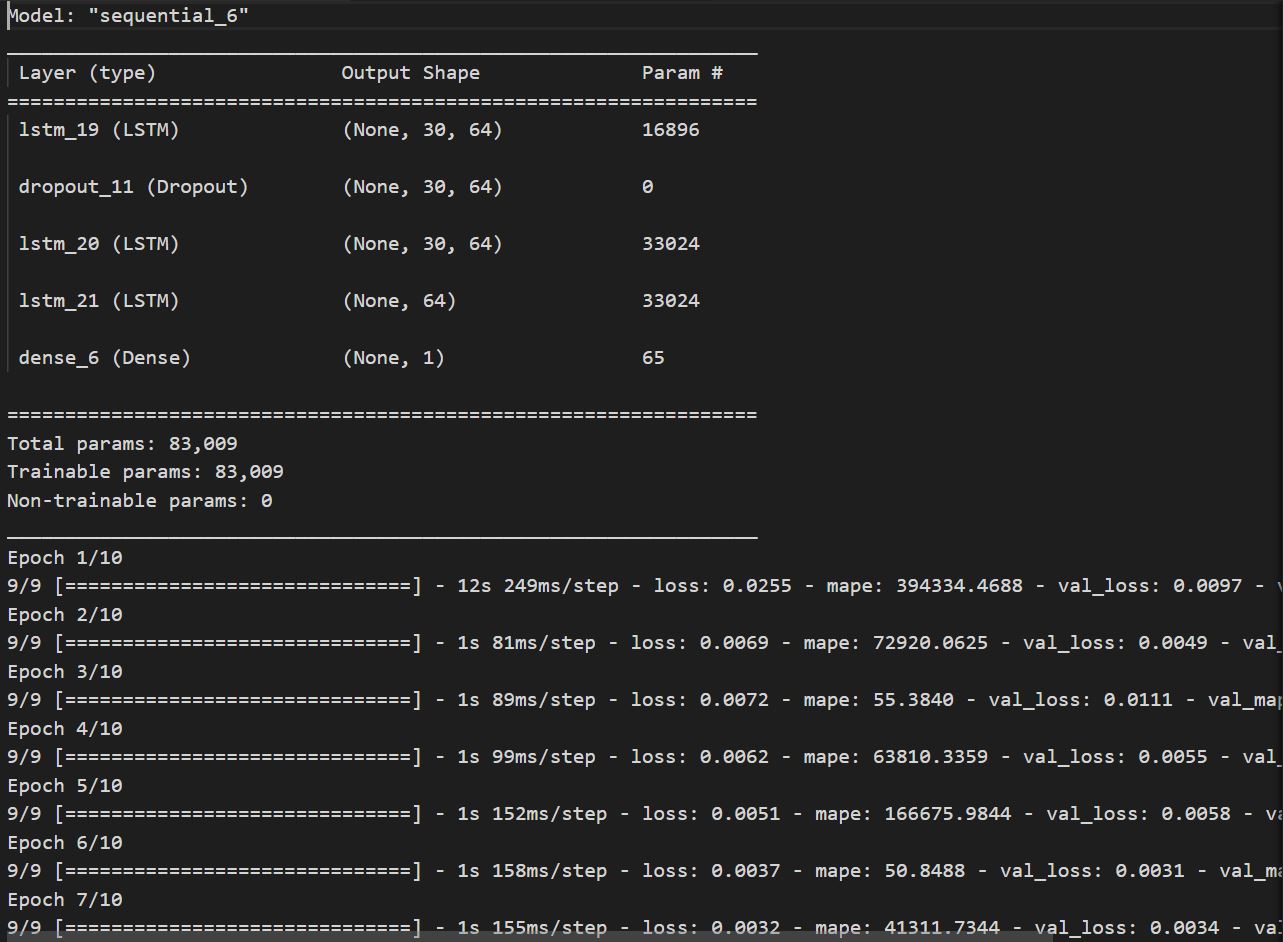 Model: "sequential_6"
_________________________________________________________________
Layer (type)                Output Shape              Param #
=================================================================
lstm_19 (LSTM)              (None, 30, 64)            16896
dropout_11 (Dropout)        (None, 30, 64)            0
lstm_20 (LSTM)              (None, 30, 64)            33024
lstm_21 (LSTM)              (None, 64)                33024
dense_6 (Dense)             (None, 1)                 65
=================================================================
Total params: 83,009
Trainable params: 83,009
Non-trainable params: 0
_________________________________________________________________
Epoch 1/10
9/9 [==============================] - 12s 249ms/step - loss: 0.0255 - mape: 394334.4688 - val_loss: 0.0097 -
Epoch 2/10
9/9 [==============================] - 1s 81ms/step - loss: 0.0069 - mape: 72920.0625 - val_loss: 0.0049 - val_
Epoch 3/10
9/9 [==============================] - 1s 89ms/step - loss: 0.0072 - mape: 55.3840 - val_loss: 0.0111 - val_map
Epoch 4/10
9/9 [==============================] - 1s 99ms/step - loss: 0.0062 - mape: 63810.3359 - val_loss: 0.0055 - val_
Epoch 5/10
9/9 [==============================] - 1s 152ms/step - loss: 0.0051 - mape: 166675.9844 - val_loss: 0.0058 - va
Epoch 6/10
9/9 [==============================] - 1s 158ms/step - loss: 0.0037 - mape: 50.8488 - val_loss: 0.0031 - val_ma
Epoch 7/10
9/9 [==============================] - 1s 155ms/step - loss: 0.0032 - mape: 41311.7344 - val_loss: 0.0034 - val